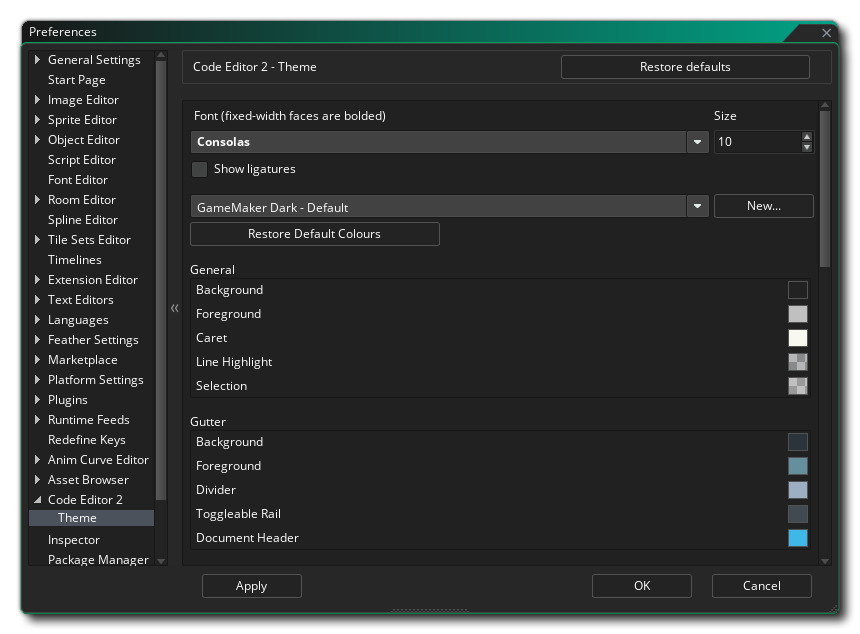 Preferences
General Settings
Start Page
Image Editor
Sprite Editor
Object Editor
Script Editor
Font Editor
Room Editor
Spline Editor
Tile Sets Editor
Timelines
Extension Editor
Text Editors
Languages
Feather Settings
Marketplace
Platform Settings
Plugins
Runtime Feeds
Redefine Keys
Anim Curve Editor
Asset Browser
Code Editor 2
Theme
Inspector
Package Manager
Code Editor 2 - Theme
Restore defaults
Font (fixed-width faces are bolded)
Size
Consolas
10
Show ligatures
GameMaker Dark - Default
New...
Restore Default Colours
General
Background
Foreground
Caret
Line Highlight
Selection
Gutter
Background
Foreground
Divider
Toggleable Rail
Document Header
Apply
OK
Cancel